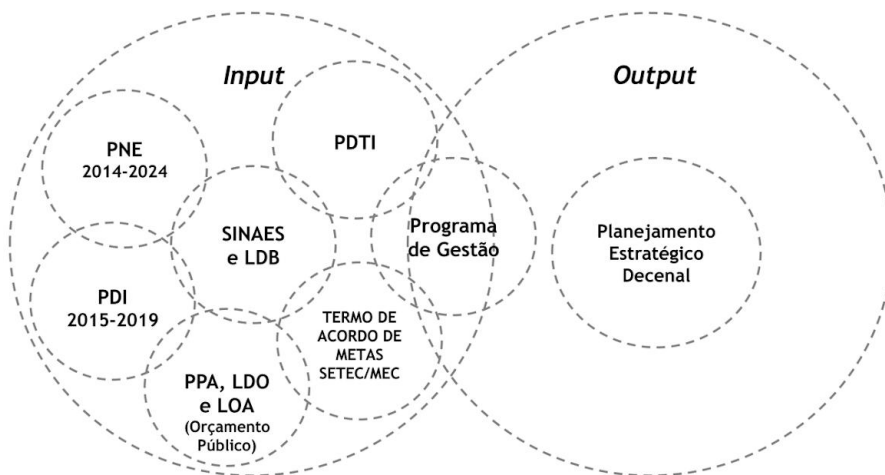 Input
Output
PNE
2014-2024
PDTI
SINAES
e LDB
Programa
de Gestão
Planejamento
Estratégico
Decenal
PDI
2015-2019
TERMO DE
ACORDO DE
METAS
SETEC/MEC
PPA, LDO
e LOA
(Orçamento
Público)